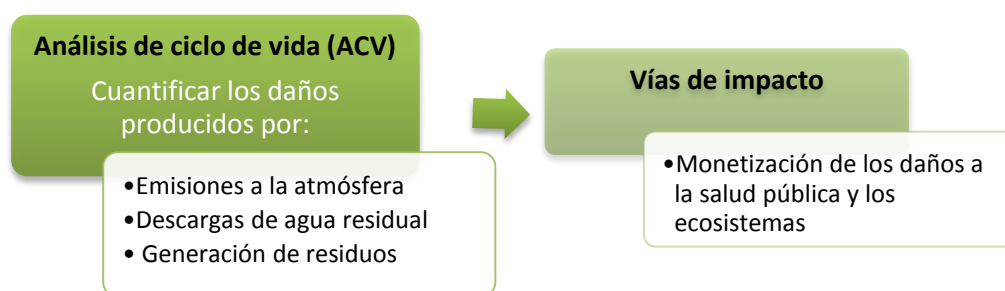 Análisis de ciclo de vida (ACV)
Cuantificar los daños
producidos por:
•Emisiones a la atmósfera
•Descargas de agua residual
• Generación de residuos
Vías de impacto
•Monetización de los daños a
la salud pública y los
ecosistemas